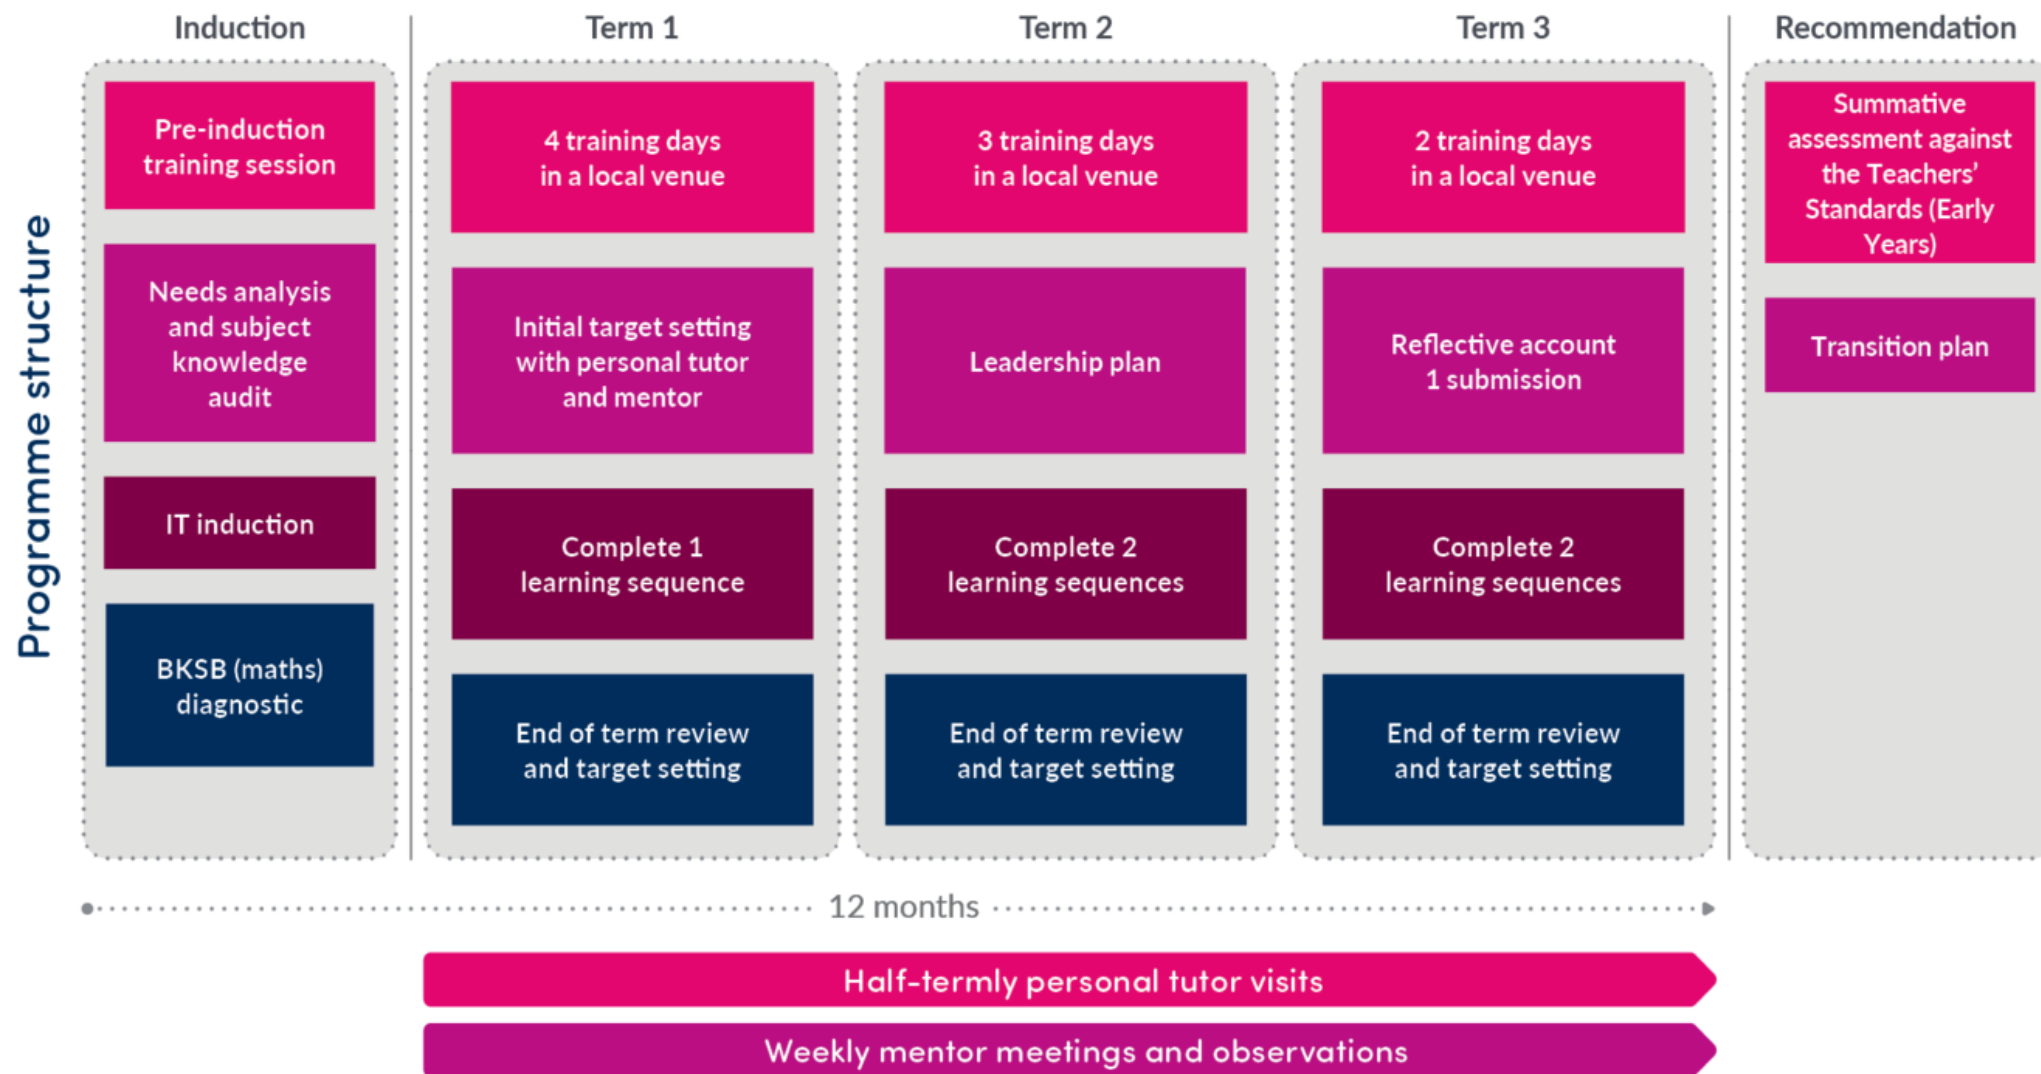 Programme structure
Induction
Pre-induction
training session
Needs analysis
and subject
knowledge
audit
IT induction
BKSB (maths)
diagnostic
Term 1
4 training days
in a local venue
Initial target setting
with personal tutor
and mentor
Complete 1
learning sequence
End of term review
and target setting
Term 2
3 training days
in a local venue
Leadership plan
Complete 2
learning sequences
End of term review
and target setting
Term 3
2 training days
in a local venue
Reflective account
1 submission
Complete 2
learning sequences
End of term review
and target setting
Recommendation
Summative
assessment against
the Teachers’
Standards (Early
Years)
Transition plan
12 months
Half-termly personal tutor visits
Weekly mentor meetings and observations